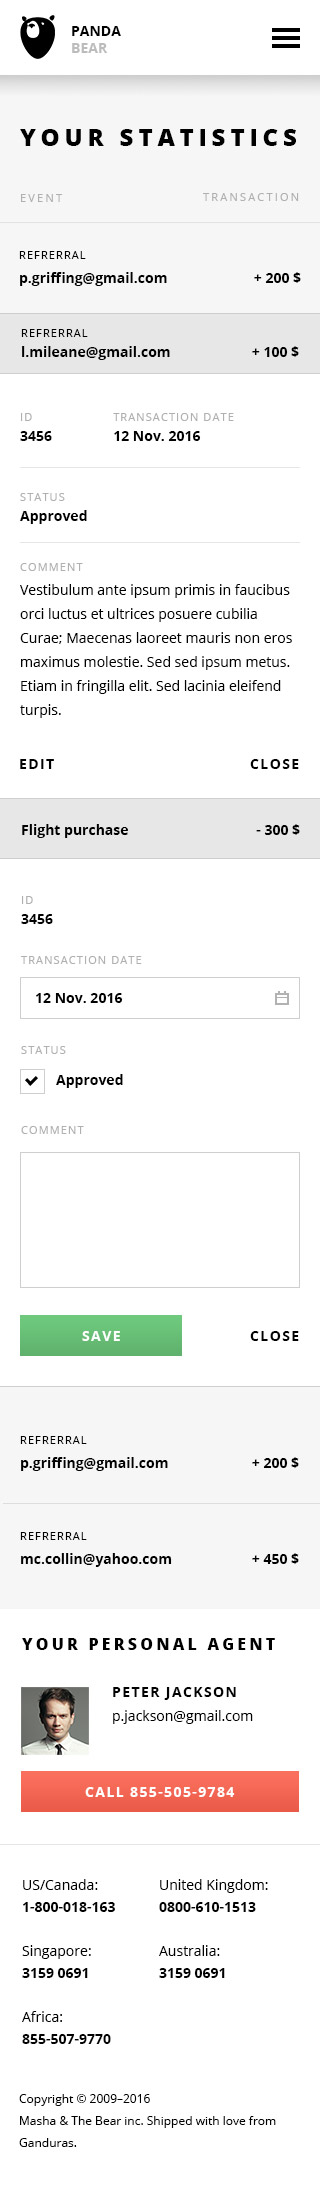 PANDA
BEAR
YOUR STATISTICS
EVENT TRANSACTION
REFRERRAL
p.griffing@gmail.com + 200 $
REFRERRAL
l.mileane@gmail.com + 100 $
ID TRANSACTION DATE
3456 12 Nov. 2016
STATUS
Approved
COMMENT
Vestibulum ante ipsum primis in faucibus
orci luctus et ultrices posuere cubilia
Curae; Maecenas laoreet mauris non eros
maximus molestie. Sed sed ipsum metus.
Etiam in fringilla elit. Sed lacinia eleifend
turpis.
EDIT CLOSE
Flight purchase - 300 $
ID
3456
TRANSACTION DATE
12 Nov. 2016
STATUS
Approved
COMMENT
SAVE CLOSE
REFRERRAL
p.griffing@gmail.com + 200 $
REFRERRAL
mc.collin@yahoo.com + 450 $
YOUR PERSONAL AGENT
PETER JACKSON
p.jackson@gmail.com
CALL 855-505-9784
US/Canada: United Kingdom:
1-800-018-163 0800-610-1513
Singapore: Australia:
3159 0691 3159 0691
Africa:
855-507-9770
Copyright © 2009–2016
Masha & The Bear inc. Shipped with love from
Ganduras.